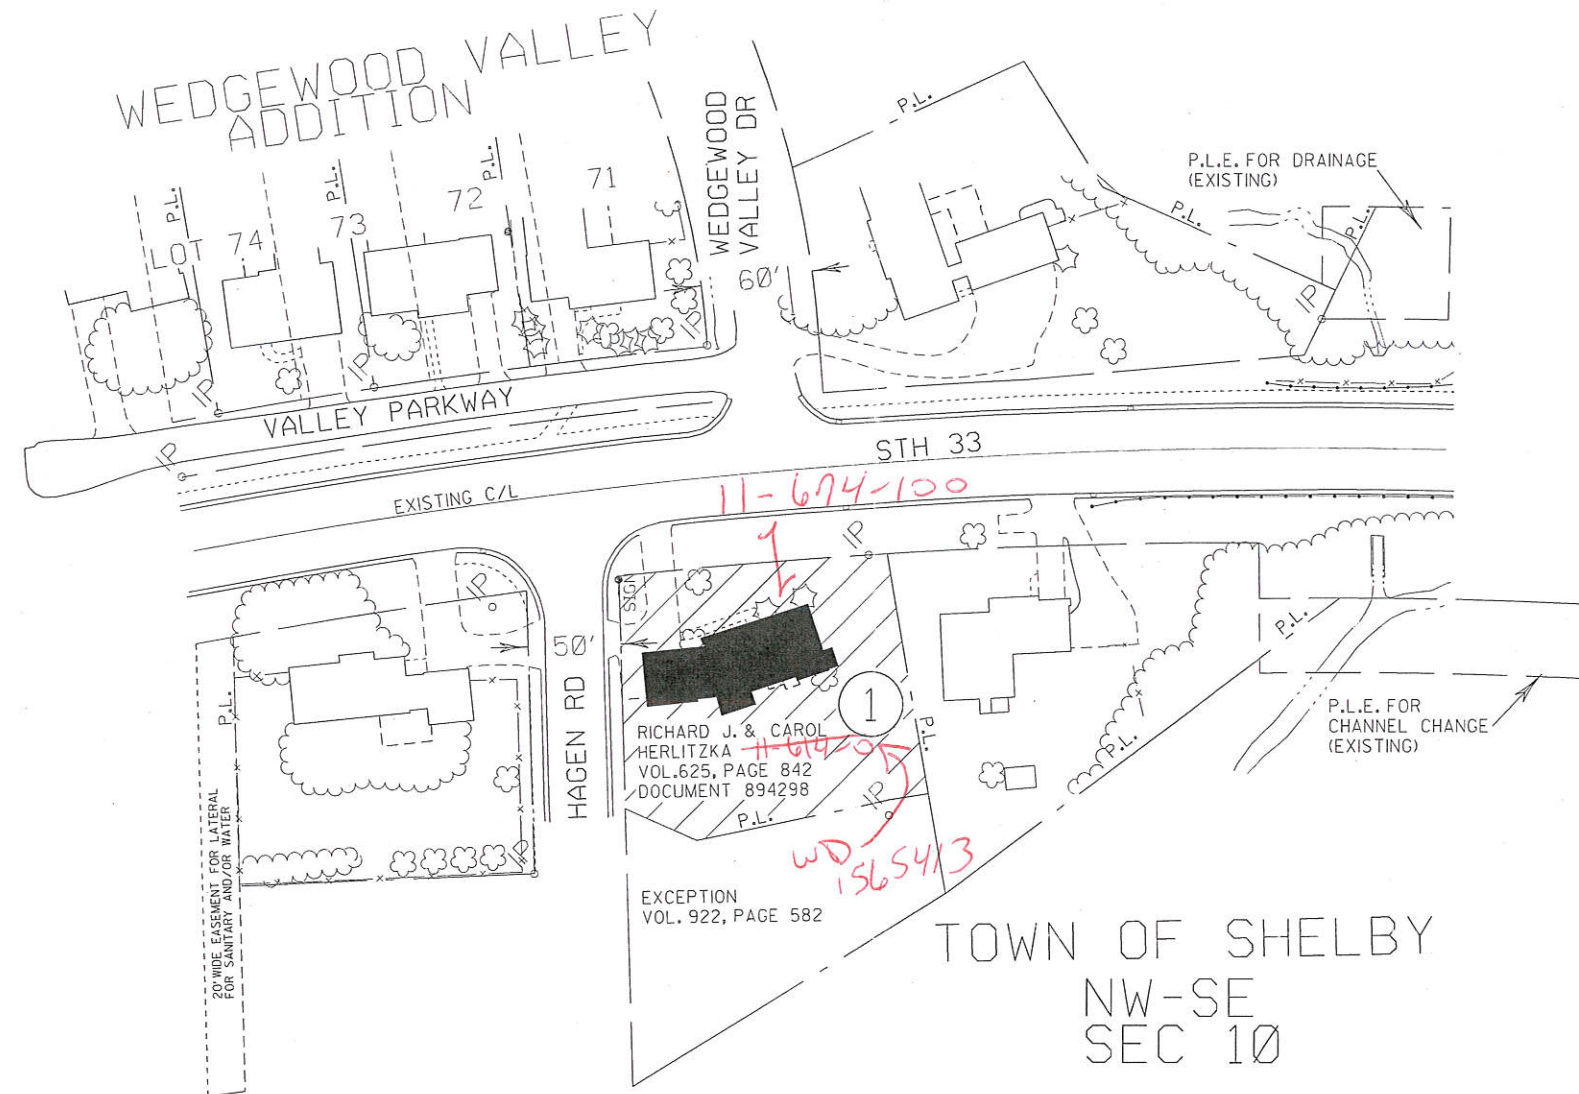 WEDGEWOOD VALLEY
ADDITION
WEDGEWOOD
VALLEY DR
P.L.
P.L.E. FOR DRAINAGE
(EXISTING)
P.L.
P.L.
P.L.
71
72
73
LOT 74
P.L.
P.L.
P.L.
60'
IP
IP
IP
IP
IP
VALLEY PARKWAY
STH 33
EXISTING C/L
11-674-100
IP
IP
SIGN
50'
HAGEN RD
P.L.
1
RICHARD J. & CAROL
HERLITZKA 11-674-0
VOL.625, PAGE 842
DOCUMENT 894298
P.L.
P.L.
IP
P.L.
P.L.
P.L.E. FOR
CHANNEL CHANGE
(EXISTING)
IP
WD
1565413
EXCEPTION
VOL. 922, PAGE 582
20' WIDE EASEMENT FOR LATERAL
FOR SANITARY AND/OR WATER
TOWN OF SHELBY
NW-SE
SEC 10